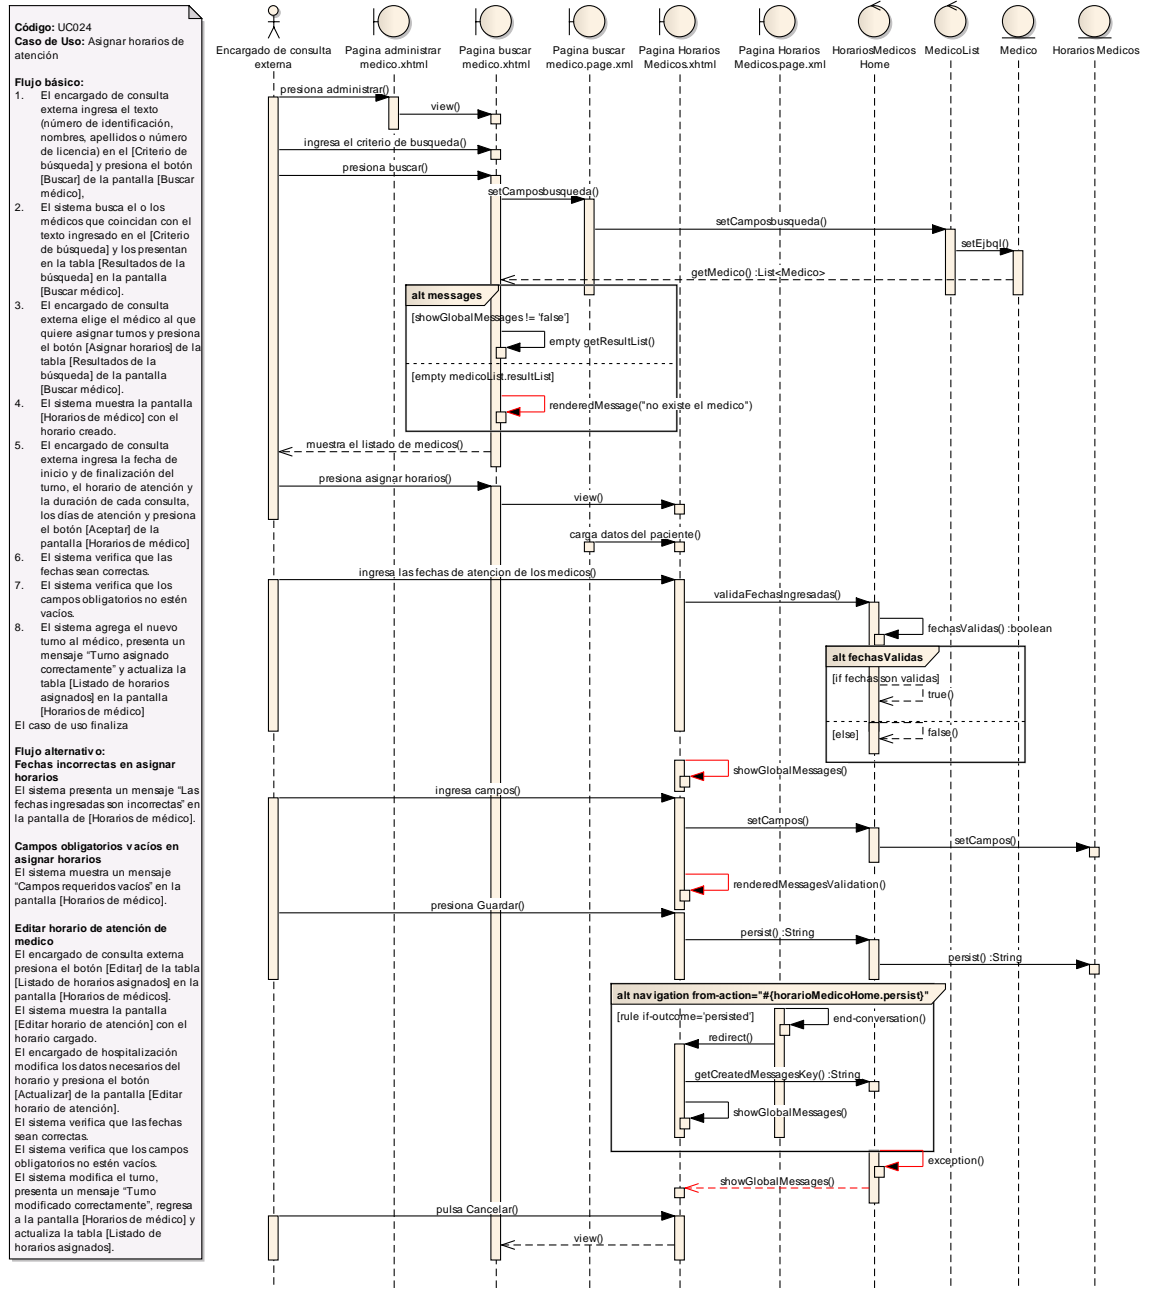 Código: UC024
Caso de Uso: Asignar horarios de
atención
Flujo básico:
1. El encargado de consulta
externa ingresa el texto
(número de identificación,
nombres, apellidos o número
de licencia) en el [Criterio de
búsqueda] y presiona el botón
[Buscar] de la pantalla [Buscar
médico],
2. El sistema busca el o los
médicos que coincidan con el
texto ingresado en el [Criterio
de búsqueda] y los presentan
en la tabla [Resultados de la
búsqueda] en la pantalla
[Buscar médico].
3. El encargado de consulta
externa elige el médico al que
quiere asignar turnos y presiona
el botón [Asignar horarios] de la
tabla [Resultados de la
búsqueda] de la pantalla
[Buscar médico].
4. El sistema muestra la pantalla
[Horarios de médico] con el
horario creado.
5. El encargado de consulta
externa ingresa la fecha de
inicio y de finalización del
turno, el horario de atención y
la duración de cada consulta,
los días de atención y presiona
el botón [Aceptar] de la
pantalla [Horarios de médico]
6. El sistema verifica que las
fechas sean correctas.
7. El sistema verifica que los
campos obligatorios no estén
vacíos.
8. El sistema agrega el nuevo
turno al médico, presenta un
mensaje “Turno asignado
correctamente” y actualiza la
tabla [Listado de horarios
asignados] en la pantalla
[Horarios de médico]
El caso de uso finaliza
Flujo alternativo:
Fechas incorrectas en asignar
horarios
El sistema presenta un mensaje “Las
fechas ingresadas son incorrectas” en
la pantalla de [Horarios de médico].
Campos obligatorios vacíos en
asignar horarios
El sistema muestra un mensaje
“Campos requeridos vacíos” en la
pantalla [Horarios de médico].
Editar horario de atención de
medico
El encargado de consulta externa
presiona el botón [Editar] de la tabla
[Listado de horarios asignados] en la
pantalla [Horarios de médicos].
El sistema muestra la pantalla
[Editar horario de atención] con el
horario cargado.
El encargado de hospitalización
modifica los datos necesarios del
horario y presiona el botón
[Actualizar] de la pantalla [Editar
horario de atención].
El sistema verifica que las fechas
sean correctas.
El sistema verifica que los campos
obligatorios no estén vacíos.
El sistema modifica el turno,
presenta un mensaje “Turno
modificado correctamente”, regresa
a la pantalla [Horarios de médico] y
actualiza la tabla [Listado de
horarios asignados].
Encargado de consulta
externa
Pagina administrar
medico.xhtml
Pagina buscar
medico.xhtml
Pagina buscar
medico.page.xml
Pagina Horarios
Medicos.xhtml
Pagina Horarios
Medicos.page.xml
HorariosMedicos
Home
MedicoList
Medico
Horarios Medicos
presiona administrar()
view()
ingresa el criterio de busqueda()
presiona buscar()
setCamposbusqueda()
setCamposbusqueda()
setEjbql()
getMedico() :List<Medico>
alt messages
[showGlobalMessages != 'false']
empty getResultList()
[empty medicoList.resultList]
renderedMessage("no existe el medico")
muestra el listado de medicos()
presiona asignar horarios()
view()
carga datos del paciente()
ingresa las fechas de atencion de los medicos()
validaFechasIngresadas()
fechasValidas() :boolean
alt fechasValidas
[if fechas son validas]
true()
[else]
false()
showGlobalMessages()
ingresa campos()
setCampos()
setCampos()
renderedMessagesValidation()
presiona Guardar()
persist() :String
persist() :String
alt navigation from-action="#{horarioMedicoHome.persist}"
[rule if-outcome='persisted']
end-conversation()
redirect()
getCreatedMessagesKey() :String
showGlobalMessages()
exception()
showGlobalMessages()
pulsa Cancelar()
view()